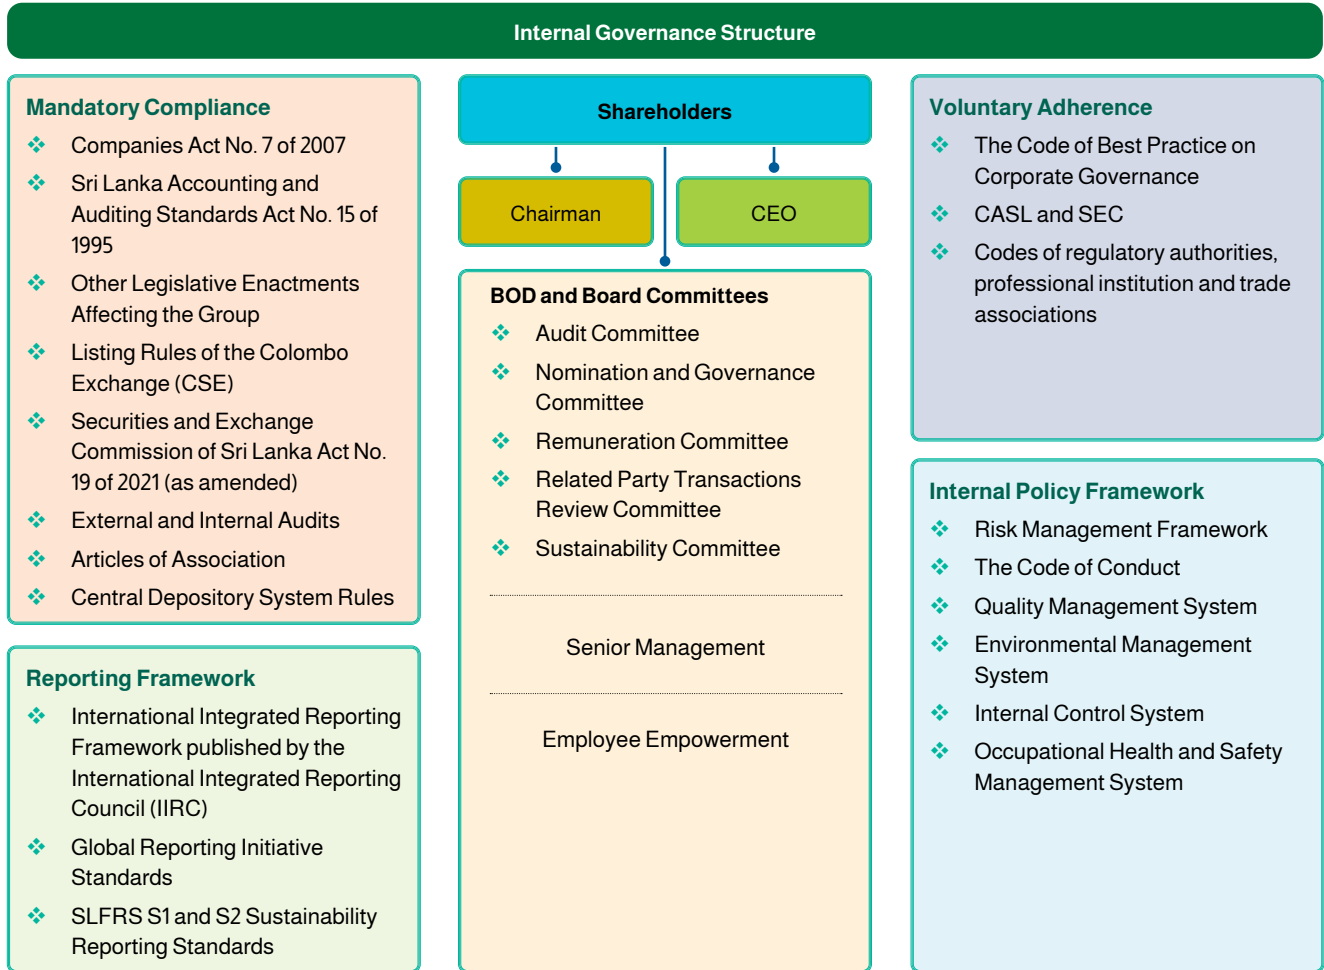 Internal Governance Structure
Mandatory Compliance
Companies Act No. 7 of 2007
Sri Lanka Accounting and
Auditing Standards Act No. 15 of
1995
Other Legislative Enactments
Affecting the Group
Listing Rules of the Colombo
Exchange (CSE)
Securities and Exchange
Commission of Sri Lanka Act No.
19 of 2021 (as amended)
External and Internal Audits
Articles of Association
Central Depository System Rules
Reporting Framework
International Integrated Reporting
Framework published by the
International Integrated Reporting
Council (IIRC)
Global Reporting Initiative
Standards
SLFRS S1 and S2 Sustainability
Reporting Standards
Shareholders
Chairman
CEO
BOD and Board Committees
Audit Committee
Nomination and Governance
Committee
Remuneration Committee
Related Party Transactions
Review Committee
Sustainability Committee
Senior Management
Employee Empowerment
Voluntary Adherence
The Code of Best Practice on
Corporate Governance
CASL and SEC
Codes of regulatory authorities,
professional institution and trade
associations
Internal Policy Framework
Risk Management Framework
The Code of Conduct
Quality Management System
Environmental Management
System
Internal Control System
Occupational Health and Safety
Management System